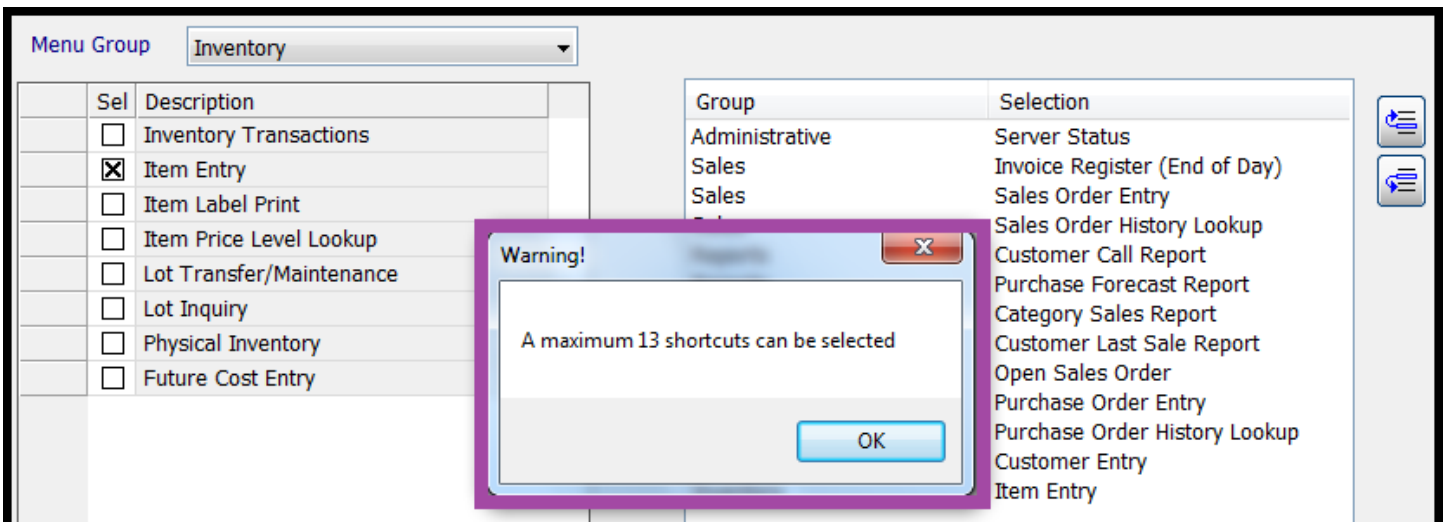 Menu Group Inventory
Sel Description
Inventory Transactions
Item Entry
Item Label Print
Item Price Level Lookup
Lot Transfer/Maintenance
Lot Inquiry
Physical Inventory
Future Cost Entry
Group Selection
Administrative Server Status
Sales Invoice Register (End of Day)
Sales Sales Order Entry
Sales Order History Lookup
Customer Call Report
Purchase Forecast Report
Category Sales Report
Customer Last Sale Report
Open Sales Order
Purchase Order Entry
Purchase Order History Lookup
Customer Entry
Item Entry
Warning!
A maximum 13 shortcuts can be selected
OK